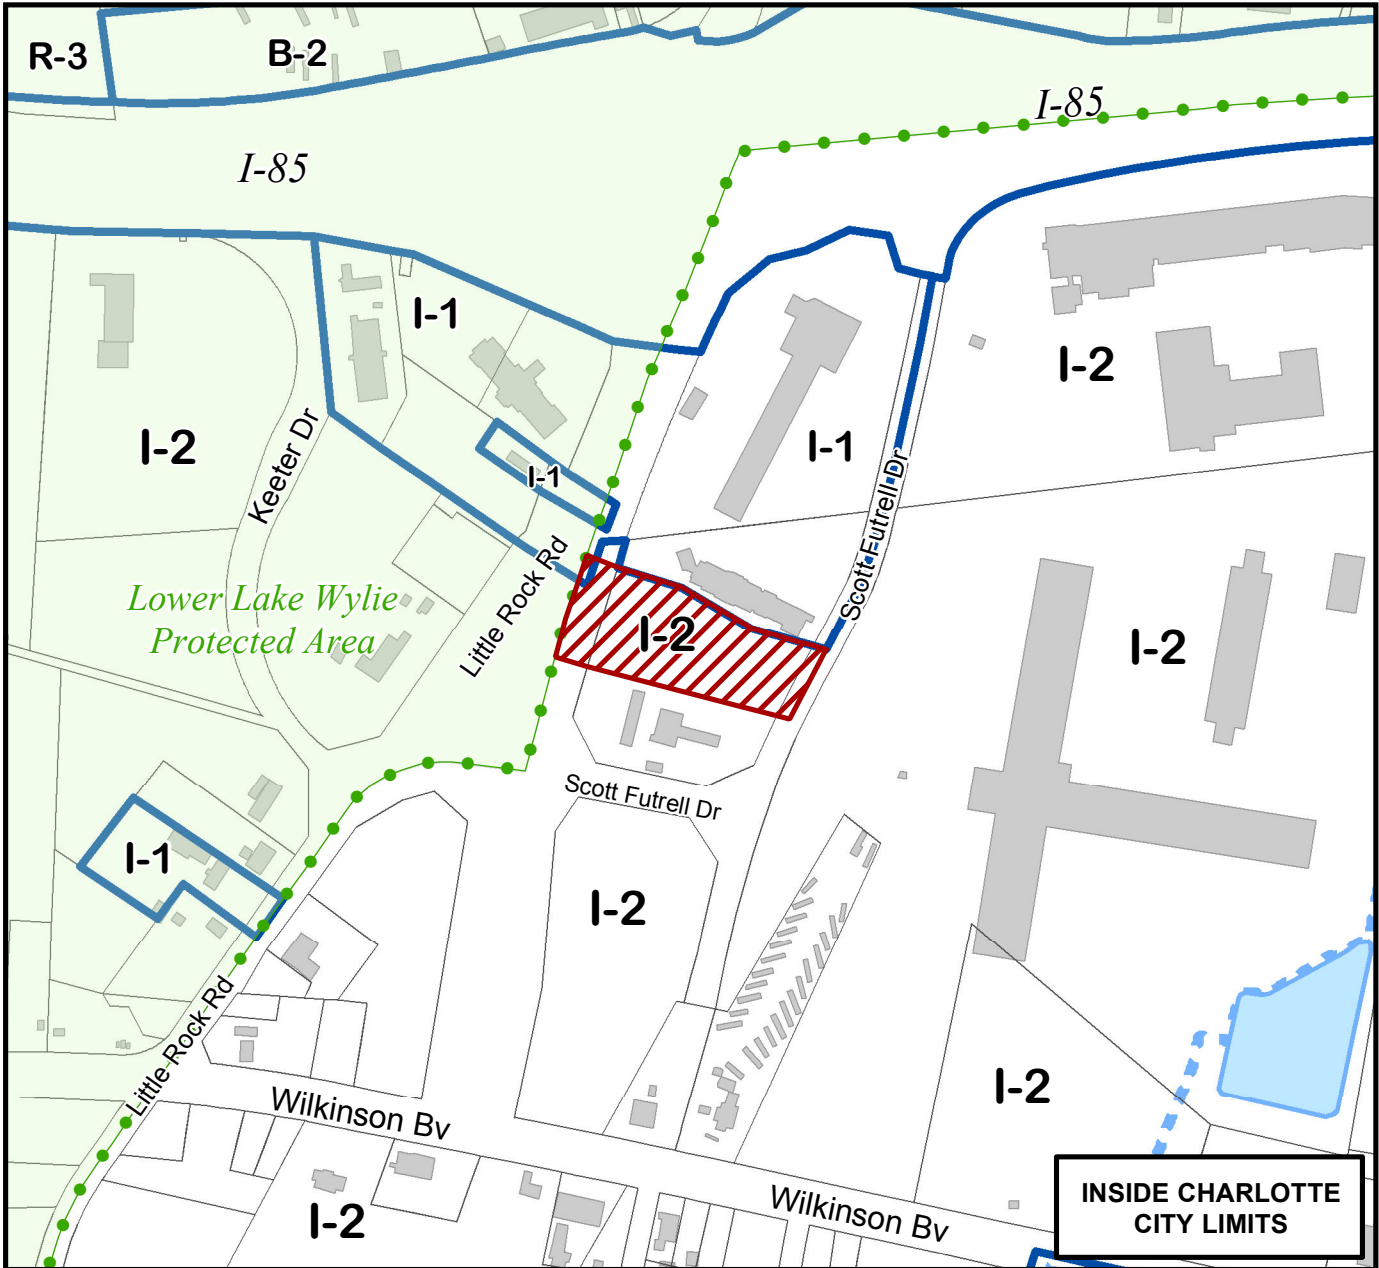 R-3
B-2
I-85
I-85
I-1
I-2
I-2
I-1
I-1
Keeter Dr
Scott Futrell Dr
Little Rock Rd
Lower Lake Wylie
Protected Area
I-2
I-2
Scott Futrell Dr
I-1
I-2
Little Rock Rd
I-2
Wilkinson Bv
Wilkinson Bv
I-2
INSIDE CHARLOTTE
CITY LIMITS